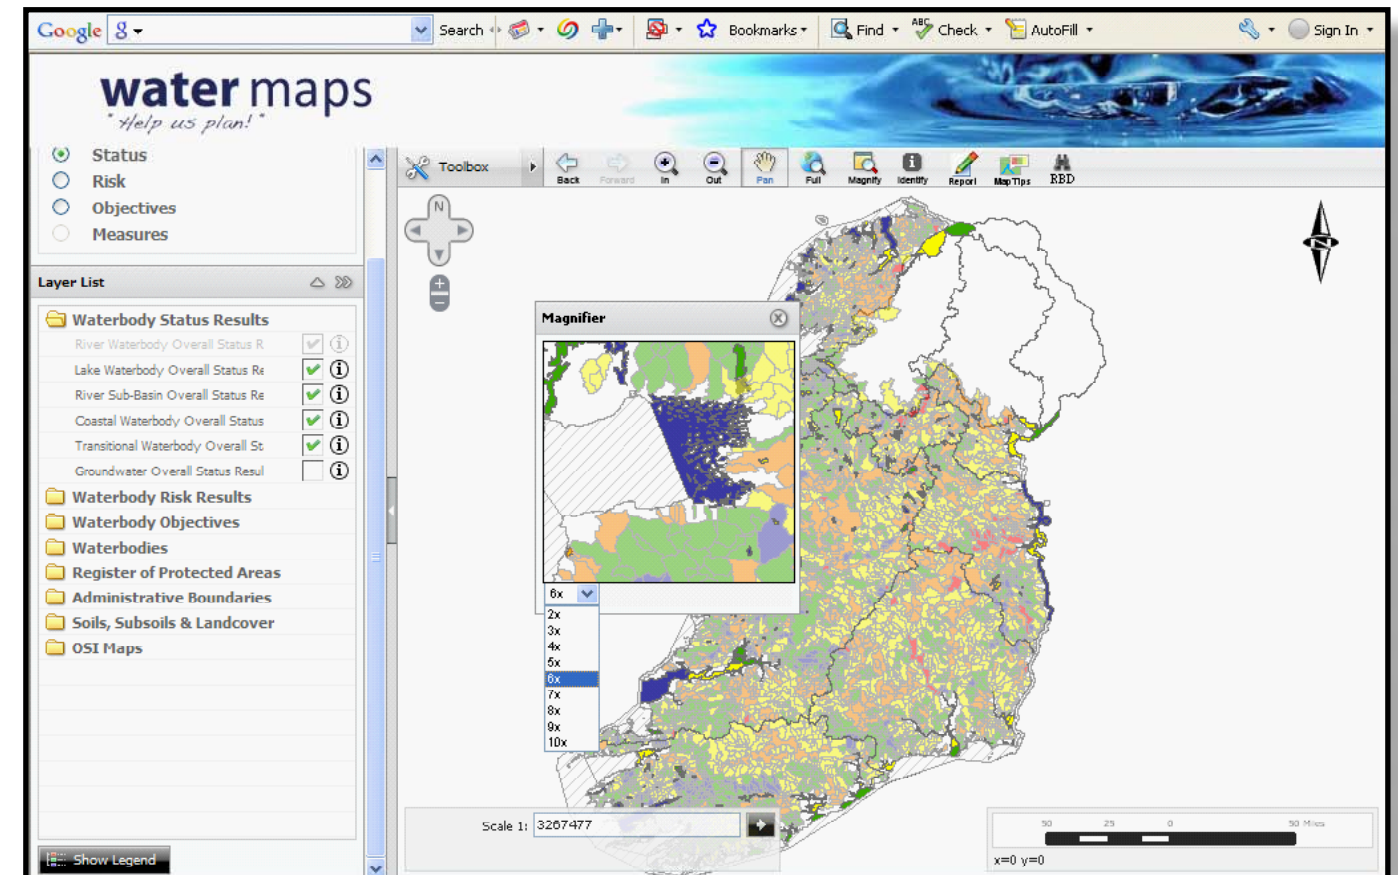 Google g Search Bookmarks Find ABC Check AutoFill Sign In
water maps
"Help us plan!"
Status
Risk
Objectives
Measures
Toolbox Back Forward In Out Pan Full Magnify Identify Report Map Tips RBD
N
N
Layer List
Waterbody Status Results
River Waterbody Overall Status R
Lake Waterbody Overall Status Re
River Sub-Basin Overall Status Re
Coastal Waterbody Overall Status
Transitional Waterbody Overall St
Groundwater Overall Status Resul
Waterbody Risk Results
Waterbody Objectives
Waterbodies
Register of Protected Areas
Administrative Boundaries
Soils, Subsoils & Landcover
OSI Maps
Show Legend
Magnifier
6x
2x
3x
4x
5x
6x
7x
8x
9x
10x
Scale 1: 3267477
50 25 0 50 Miles
x=0 y=0